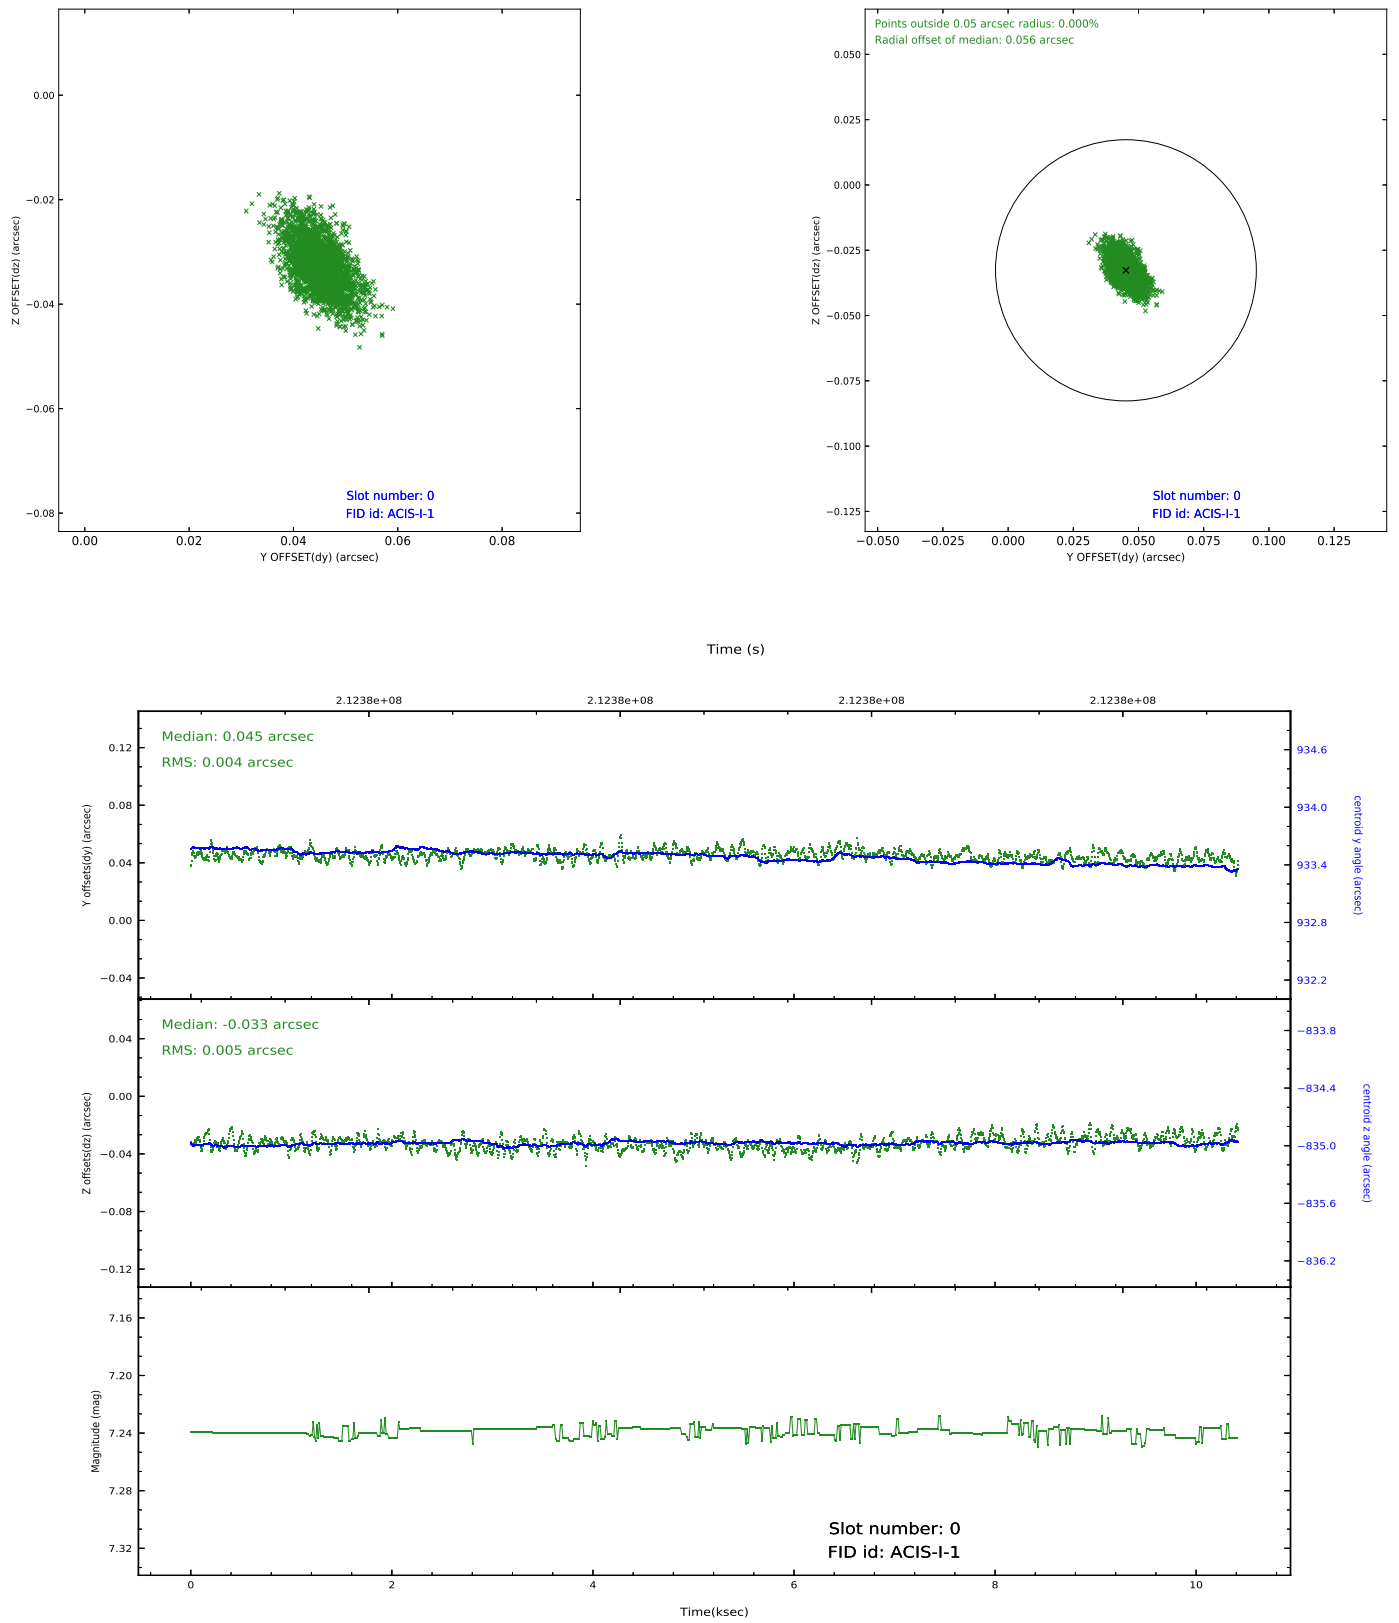 Points outside 0.05 arcsec radius: 0.000%
Radial offset of median: 0.056 arcsec
0.00
−0.02
−0.04
−0.06
−0.08
Z OFFSET(dz) (arcsec)
Slot number: 0
FID id: ACIS-I-1
0.00 0.02 0.04 0.06 0.08
Y OFFSET(dy) (arcsec)
0.050
0.025
0.000
−0.025
−0.050
−0.075
−0.100
−0.125
Z OFFSET(dz) (arcsec)
Slot number: 0
FID id: ACIS-I-1
−0.050 −0.025 0.000 0.025 0.050 0.075 0.100 0.125
Y OFFSET(dy) (arcsec)
Time (s)
2.1238e+08 2.1238e+08 2.1238e+08 2.1238e+08
Median: 0.045 arcsec
RMS: 0.004 arcsec
0.12
0.08
0.04
0.00
−0.04
Y offsets(dy) (arcsec)
934.6
934.0
933.4
932.8
932.2
centroid y angle (arcsec)
Median: -0.033 arcsec
RMS: 0.005 arcsec
0.04
0.00
−0.04
−0.08
−0.12
Z offsets(dz) (arcsec)
−833.8
−834.4
−835.0
−835.6
−836.2
centroid z angle (arcsec)
7.16
7.20
7.24
7.28
7.32
Magnitude (mag)
Slot number: 0
FID id: ACIS-I-1
0 2 4 6 8 10
Time(ksec)